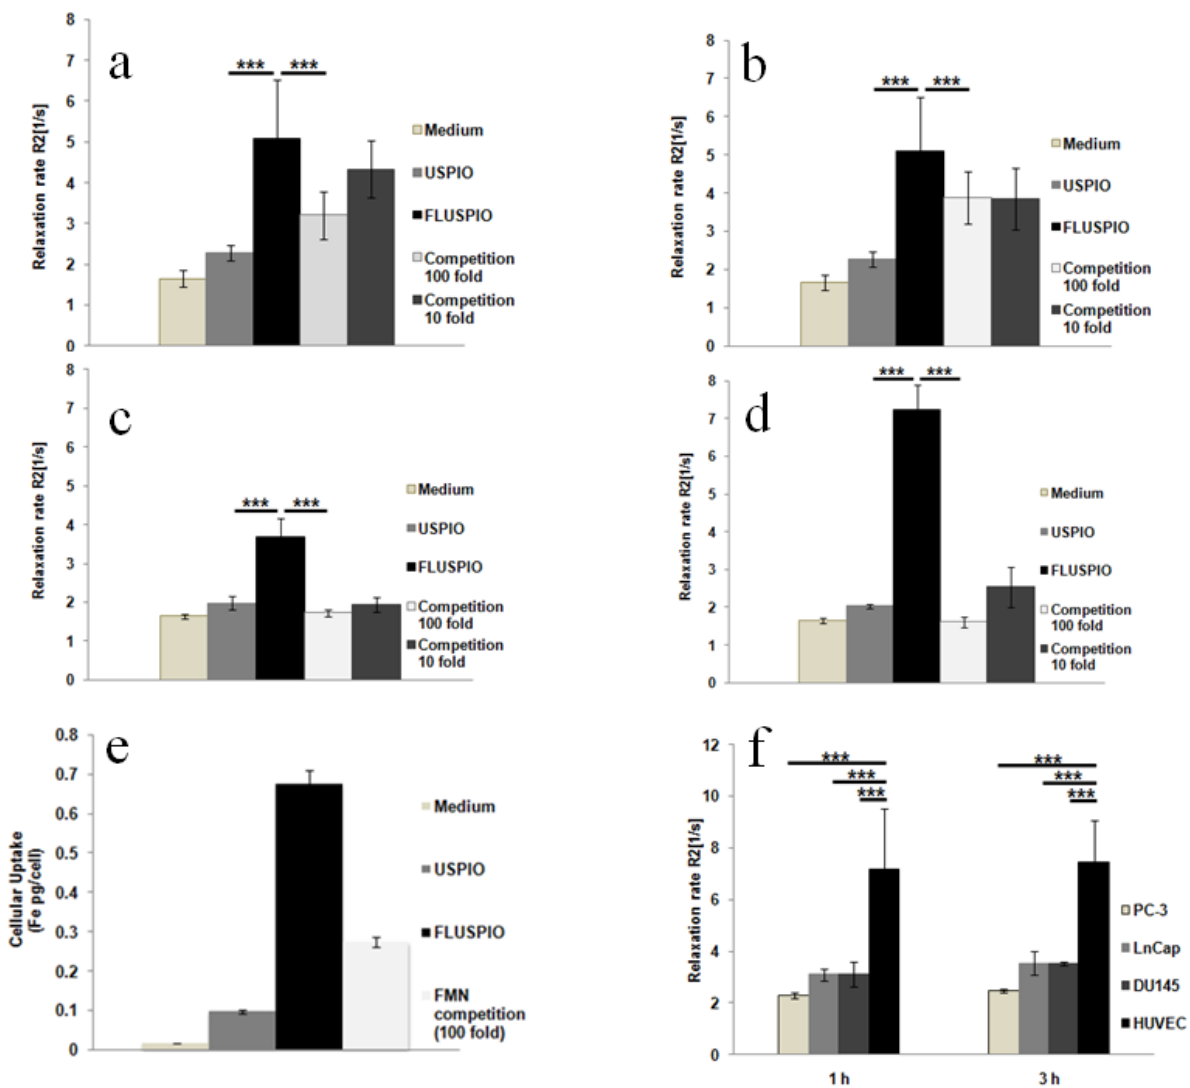 a
8
7
6
5
4
3
2
1
0
Relaxation rate R2[1/s]
*** ***
Medium
USPIO
FLUSPIO
Competition
100 fold
Competition
10 fold
b
8
7
6
5
4
3
2
1
0
Relaxation rate R2[1/s]
*** ***
Medium
USPIO
FLUSPIO
Competition
100 fold
Competition
10 fold
c
8
7
6
5
4
3
2
1
0
Relaxation rate R2[1/s]
*** ***
Medium
USPIO
FLUSPIO
Competition
100 fold
Competition
10 fold
d
8
7
6
5
4
3
2
1
0
Relaxation rate R2[1/s]
*** ***
Medium
USPIO
FLUSPIO
Competition
100 fold
Competition
10 fold
e
0.8
0.7
0.6
0.5
0.4
0.3
0.2
0.1
0
Cellular Uptake
(Fe pg/cell)
Medium
USPIO
FLUSPIO
FMN
competition
(100 fold)
f
12
10
8
6
4
2
0
Relaxation rate R2[1/s]
*** ***
*** ***
*** ***
PC-3
LnCap
DU145
HUVEC
1 h 3 h